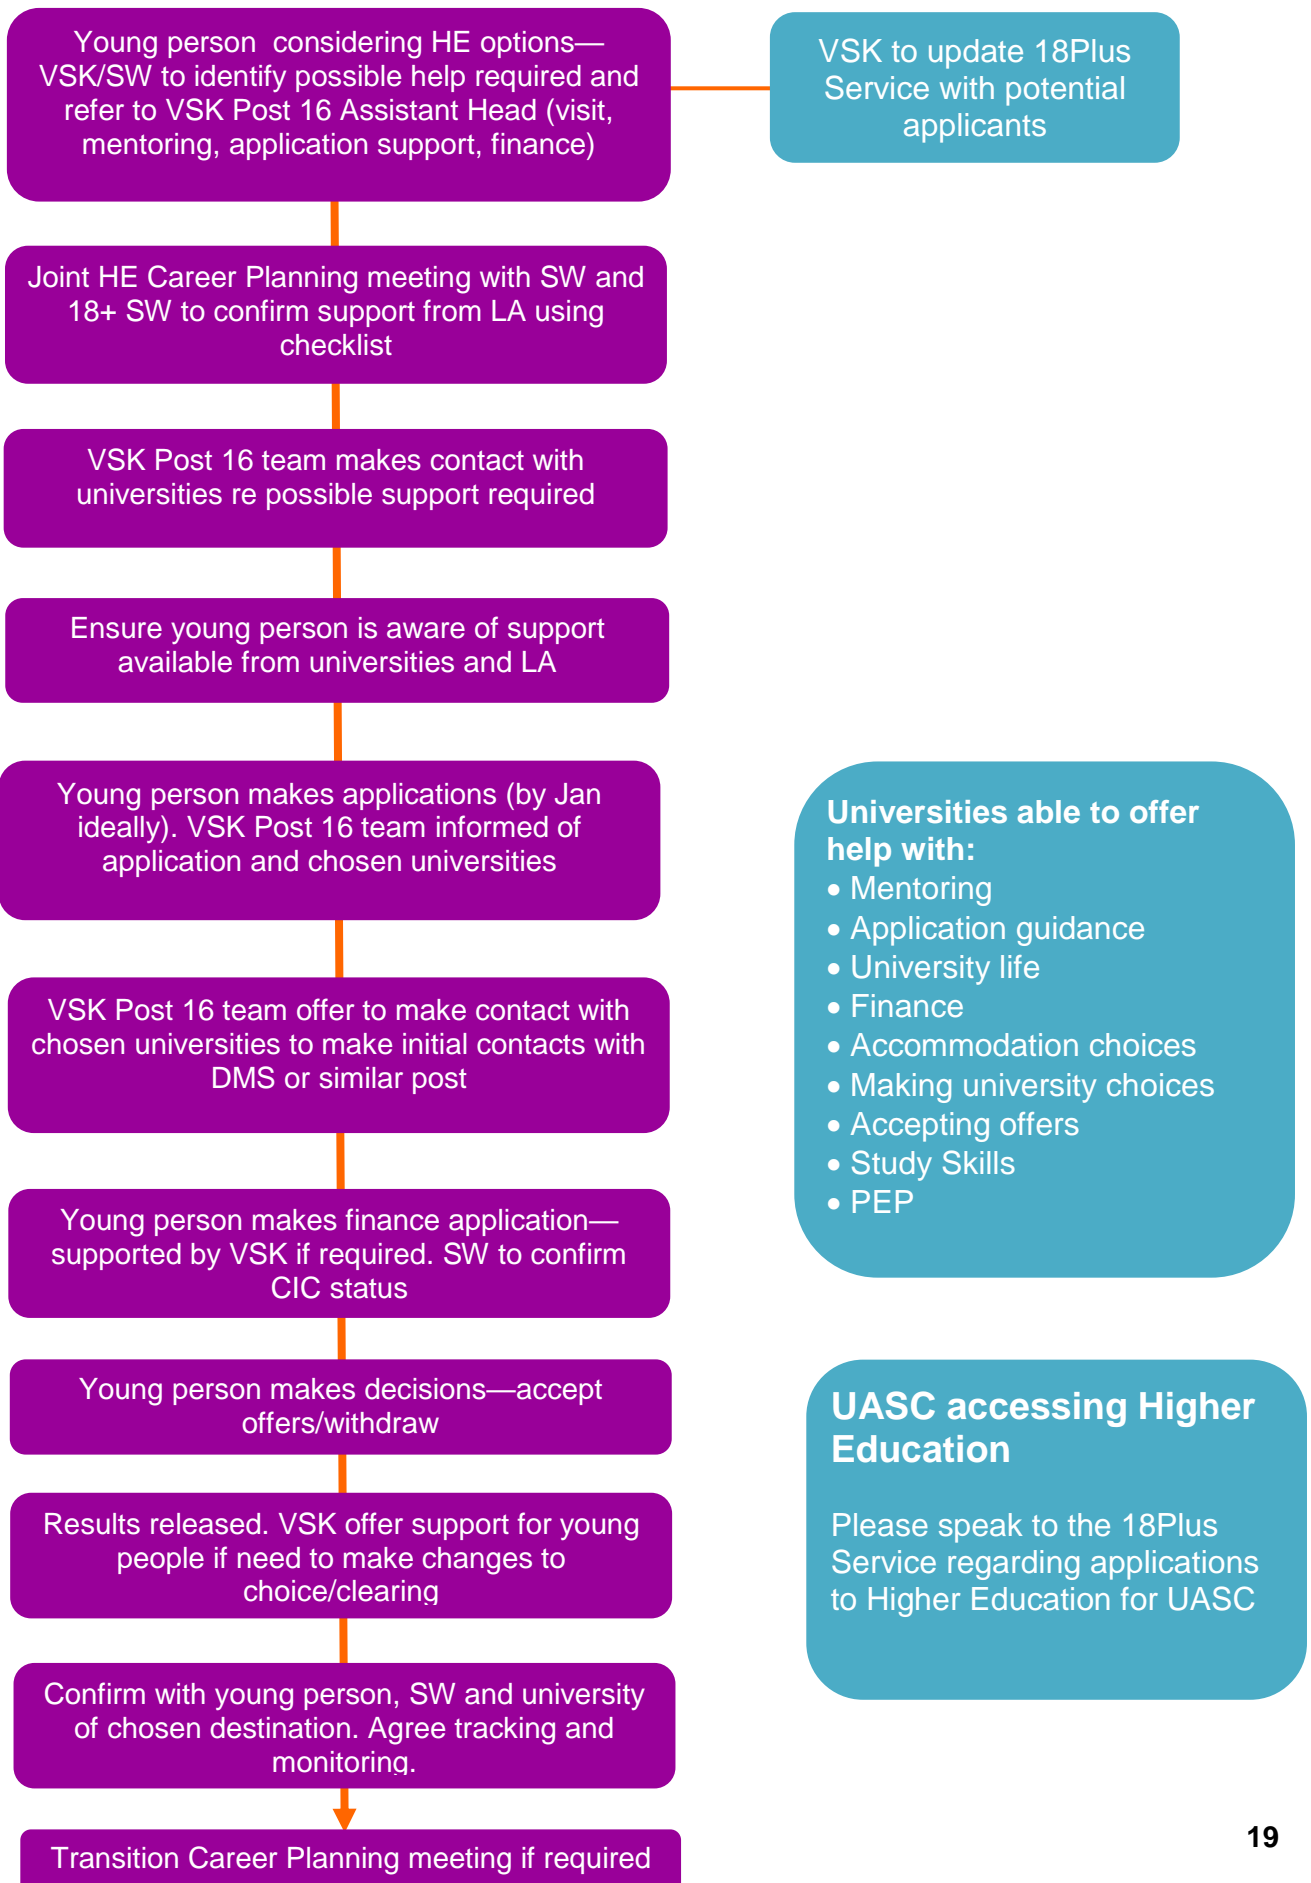 Young person  considering HE options—
VSK/SW to identify possible help required and
refer to VSK Post 16 Assistant Head (visit,
mentoring, application support, finance)
VSK to update 18Plus
Service with potential
applicants
Joint HE Career Planning meeting with SW and
18+ SW to confirm support from LA using
checklist
VSK Post 16 team makes contact with
universities re possible support required
Ensure young person is aware of support
available from universities and LA
Young person makes applications (by Jan
ideally). VSK Post 16 team informed of
application and chosen universities
VSK Post 16 team offer to make contact with
chosen universities to make initial contacts with
DMS or similar post
Young person makes finance application—
supported by VSK if required. SW to confirm
CIC status
Young person makes decisions—accept
offers/withdraw
Results released. VSK offer support for young
people if need to make changes to
choice/clearing
Confirm with young person, SW and university
of chosen destination. Agree tracking and
monitoring.
Transition Career Planning meeting if required
Universities able to offer
help with:
• Mentoring
• Application guidance
• University life
• Finance
• Accommodation choices
• Making university choices
• Accepting offers
• Study Skills
• PEP
UASC accessing Higher
Education
Please speak to the 18Plus
Service regarding applications
to Higher Education for UASC
19